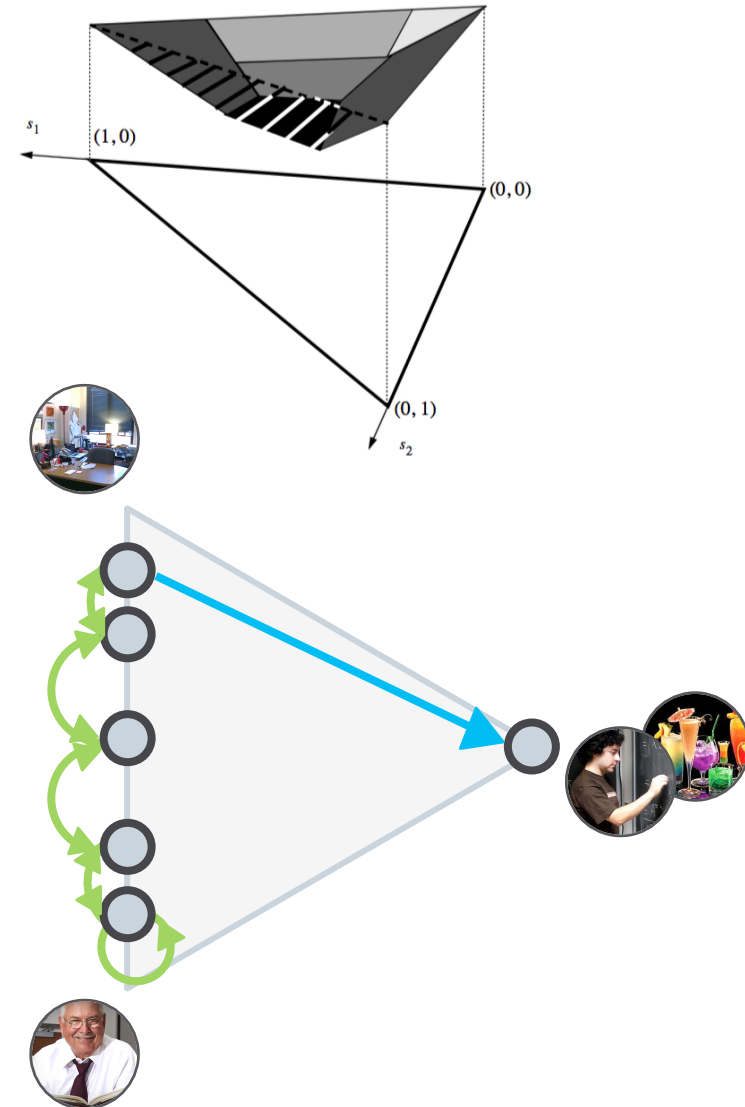 s₁
(1, 0)
(0, 0)
(0, 1)
s₂